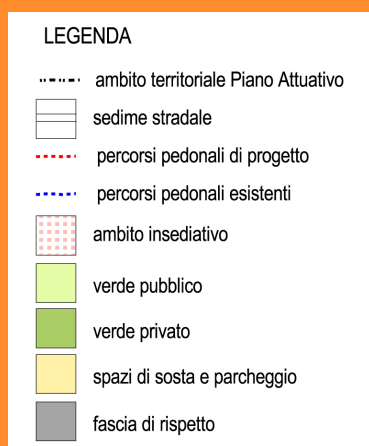 LEGENDA
ambito territoriale Piano Attuativo
sedime stradale
percorsi pedonali di progetto
percorsi pedonali esistenti
ambito insediativo
verde pubblico
verde privato
spazi di sosta e parcheggio
fascia di rispetto